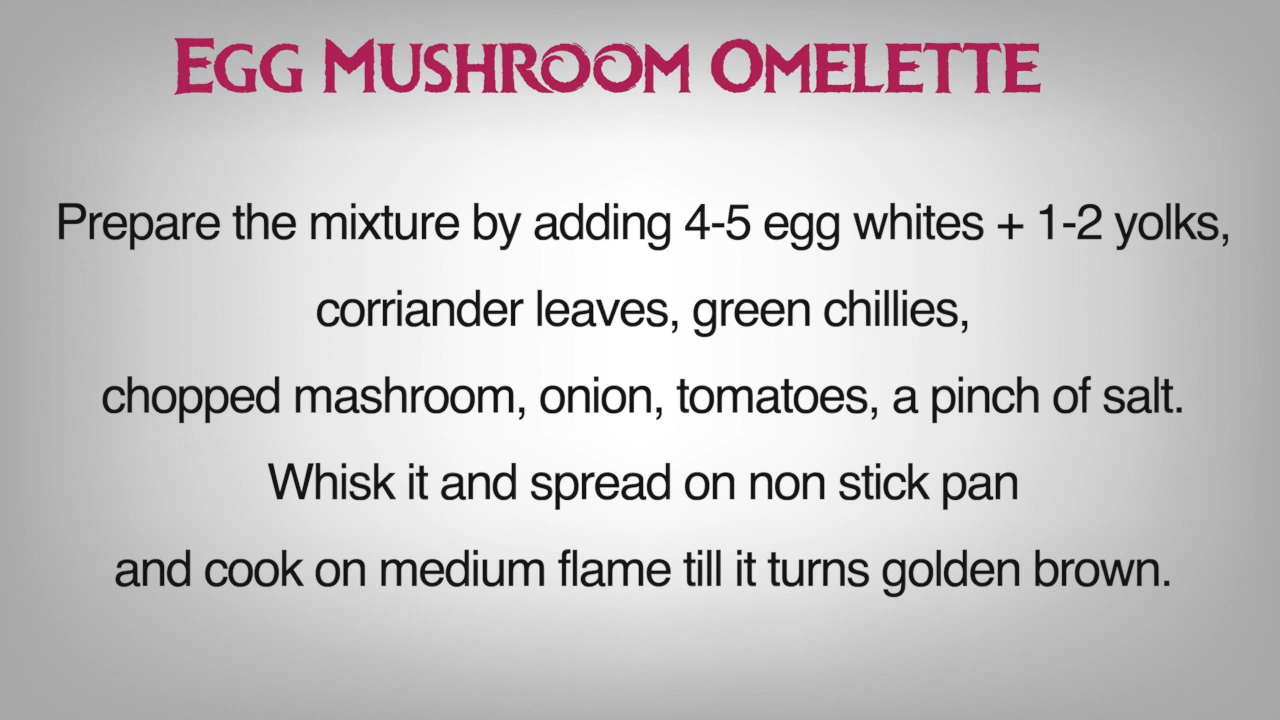 Egg Mushroom Omelette
Prepare the mixture by adding 4-5 egg whites + 1-2 yolks,
corriander leaves, green chillies,
chopped mashroom, onion, tomatoes, a pinch of salt.
Whisk it and spread on non stick pan
and cook on medium flame till it turns golden brown.